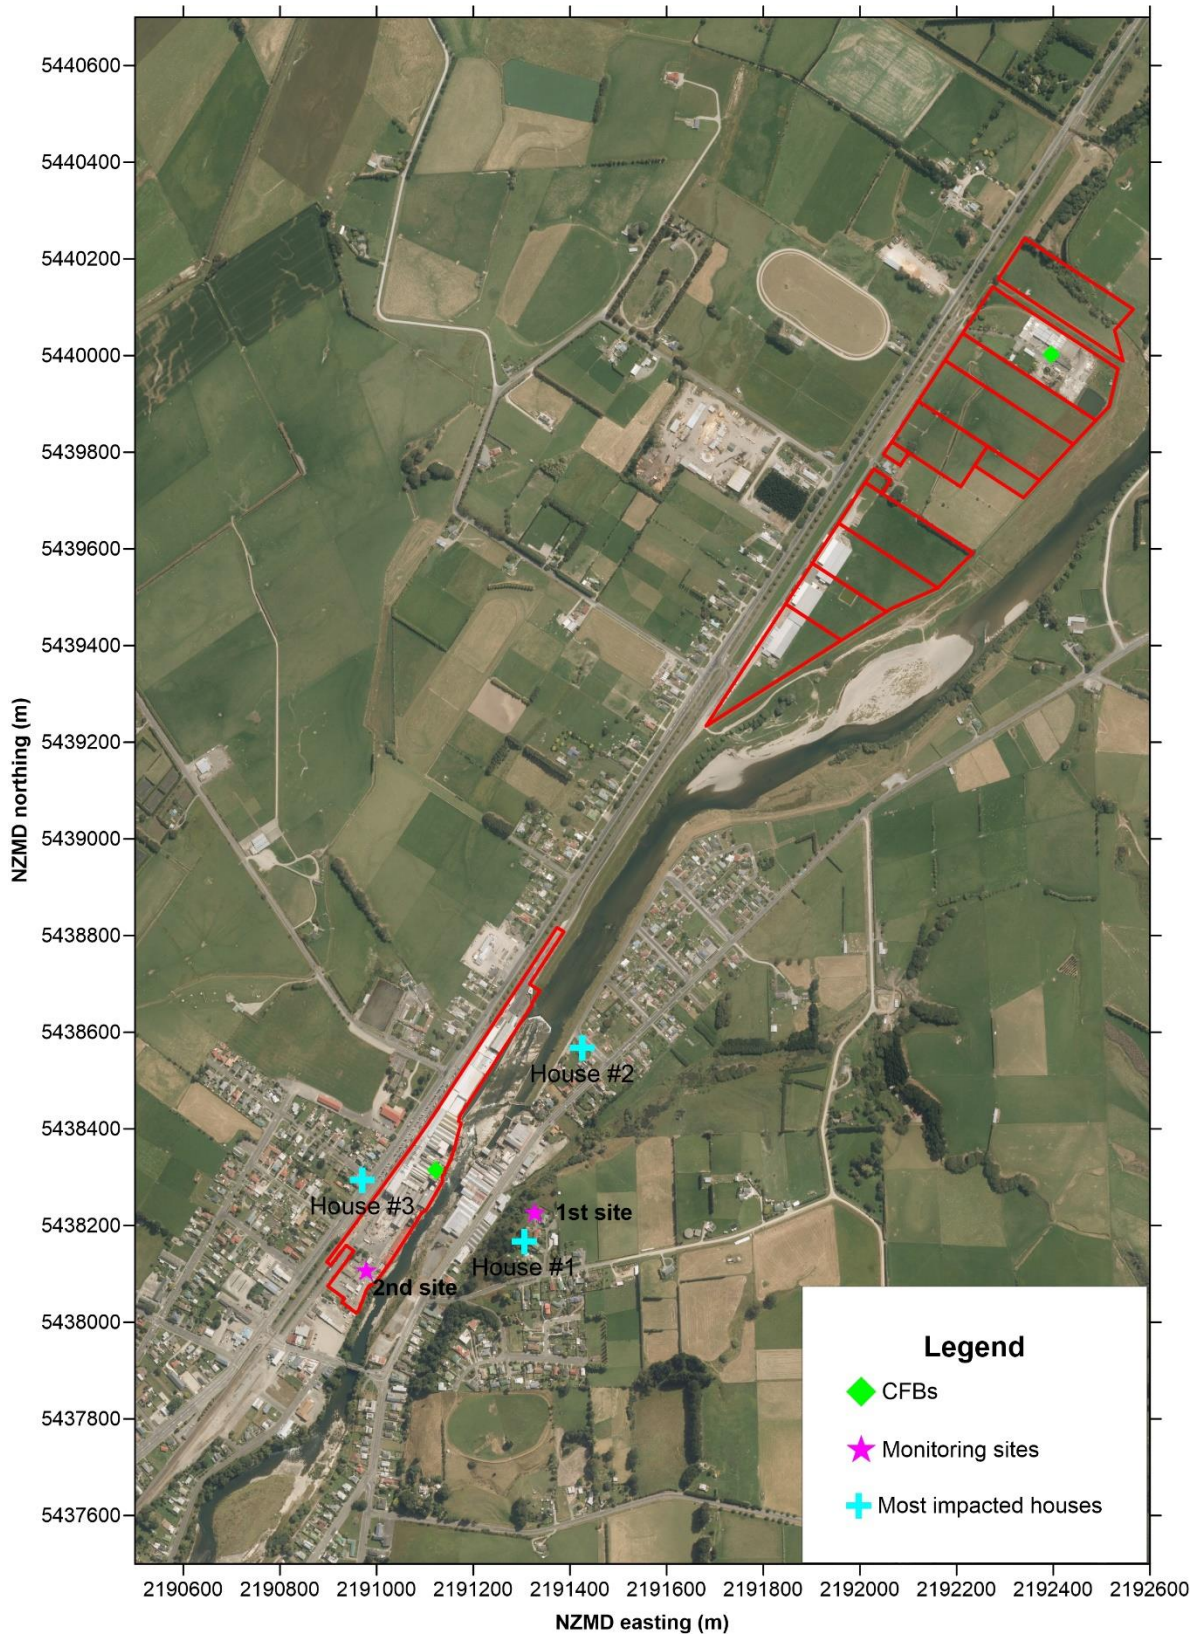 5440600
5440400
5440200
5440000
5439800
5439600
5439400
5439200
5439000
5438800
5438600
5438400
5438200
5438000
5437800
5437600
NZMD northing (m)
House #2
House #3
1st site
House #1
2nd site
Legend
CFBs
Monitoring sites
Most impacted houses
2190600 2190800 2191000 2191200 2191400 2191600 2191800 2192000 2192200 2192400 2192600
NZMD easting (m)